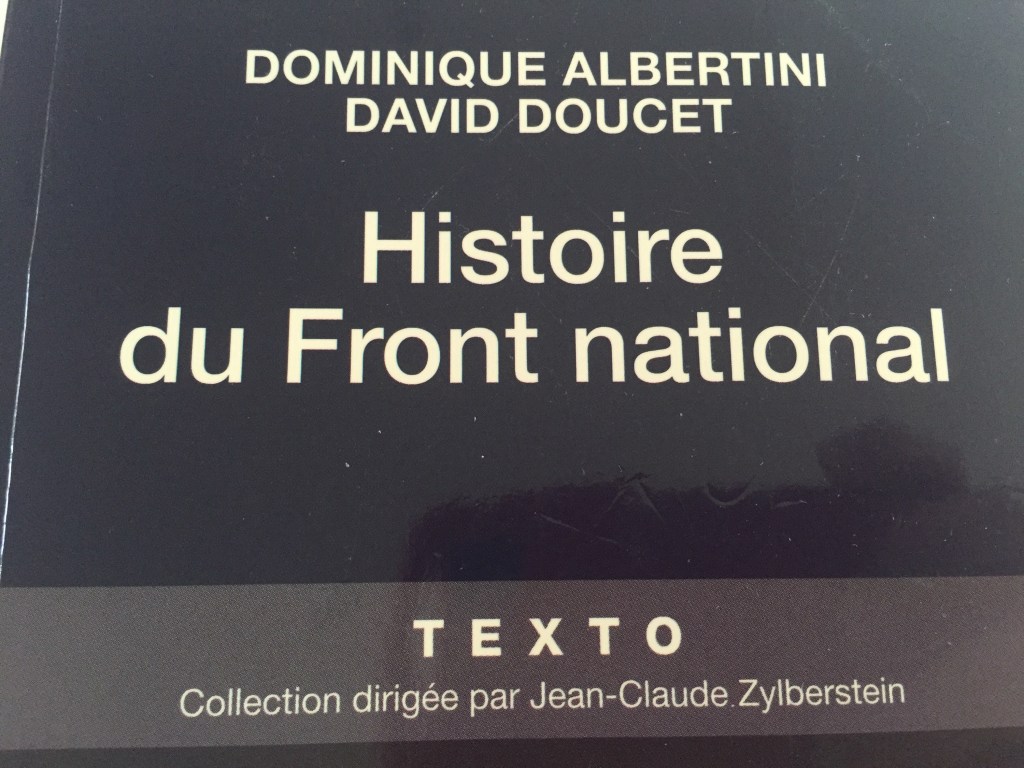 DOMINIQUE ALBERTINI
DAVID DOUCET
Histoire
du Front national
TEXTO
Collection dirigée par Jean-Claude Zylberstein